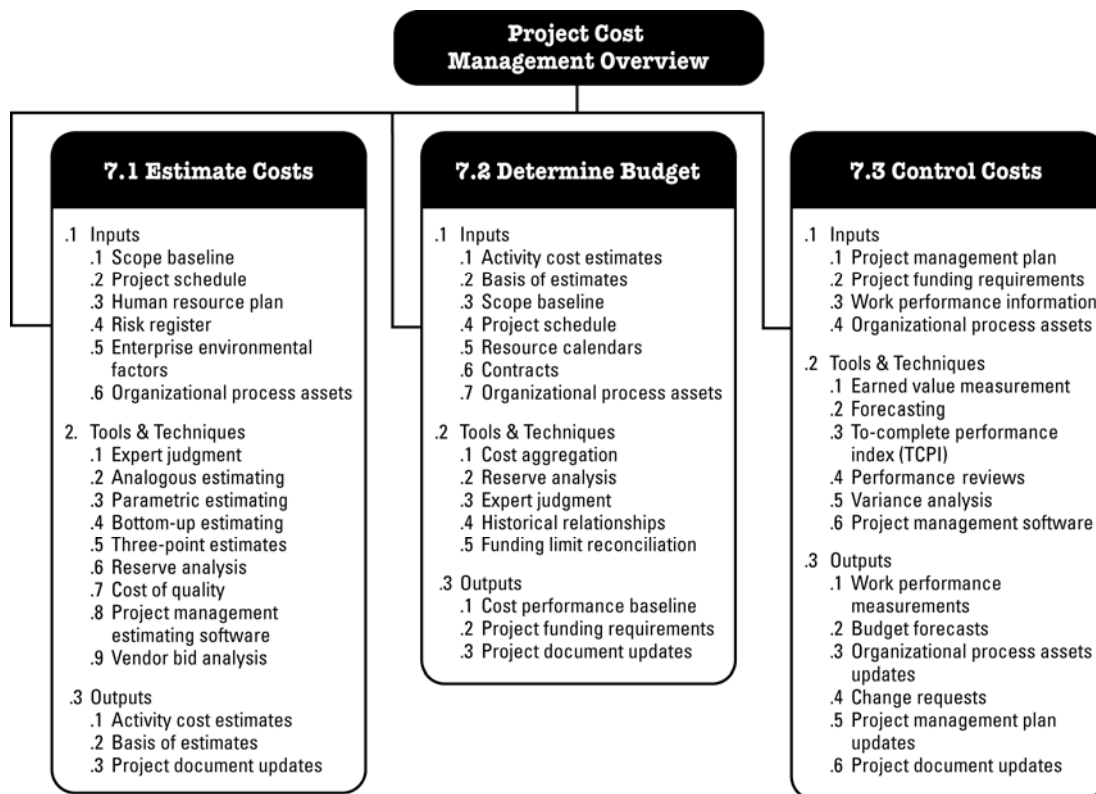 Project Cost
Management Overview
7.1 Estimate Costs
.1 Inputs
.1 Scope baseline
.2 Project schedule
.3 Human resource plan
.4 Risk register
.5 Enterprise environmental
factors
.6 Organizational process assets
2. Tools & Techniques
.1 Expert judgment
.2 Analogous estimating
.3 Parametric estimating
.4 Bottom-up estimating
.5 Three-point estimates
.6 Reserve analysis
.7 Cost of quality
.8 Project management
estimating software
.9 Vendor bid analysis
.3 Outputs
.1 Activity cost estimates
.2 Basis of estimates
.3 Project document updates
7.2 Determine Budget
.1 Inputs
.1 Activity cost estimates
.2 Basis of estimates
.3 Scope baseline
.4 Project schedule
.5 Resource calendars
.6 Contracts
.7 Organizational process assets
.2 Tools & Techniques
.1 Cost aggregation
.2 Reserve analysis
.3 Expert judgment
.4 Historical relationships
.5 Funding limit reconciliation
.3 Outputs
.1 Cost performance baseline
.2 Project funding requirements
.3 Project document updates
7.3 Control Costs
.1 Inputs
.1 Project management plan
.2 Project funding requirements
.3 Work performance information
.4 Organizational process assets
.2 Tools & Techniques
.1 Earned value measurement
.2 Forecasting
.3 To-complete performance
index (TCPI)
.4 Performance reviews
.5 Variance analysis
.6 Project management software
.3 Outputs
.1 Work performance
measurements
.2 Budget forecasts
.3 Organizational process assets
updates
.4 Change requests
.5 Project management plan
updates
.6 Project document updates